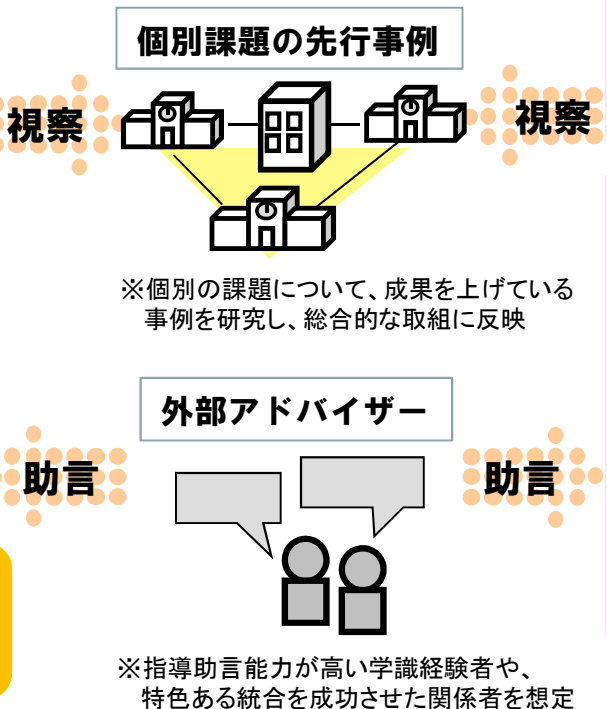 個別課題の先行事例
視察
視察
※個別の課題について、成果を上げている
事例を研究し、総合的な取組に反映
外部アドバイザー
助言
助言
※指導助言能力が高い学識経験者や、
特色ある統合を成功させた関係者を想定